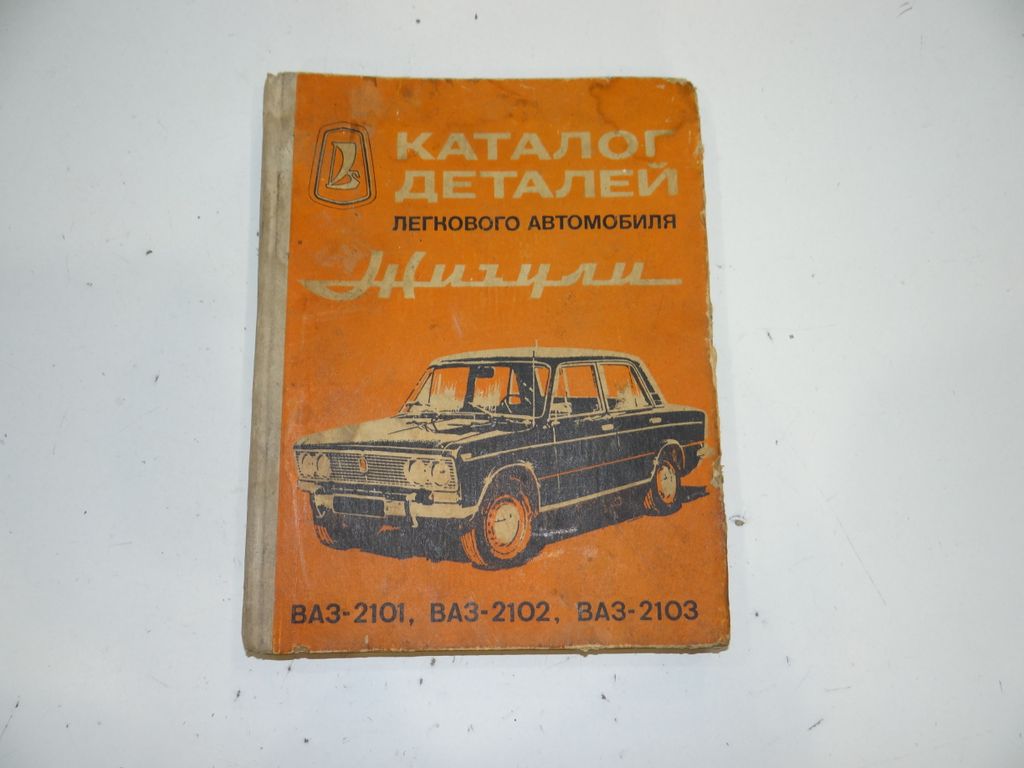 КАТАЛОГ
ДЕТАЛЕЙ
ЛЕГКОВОГО АВТОМОБИЛЯ
Жигули
ВАЗ-2101, ВАЗ-2102, ВАЗ-2103